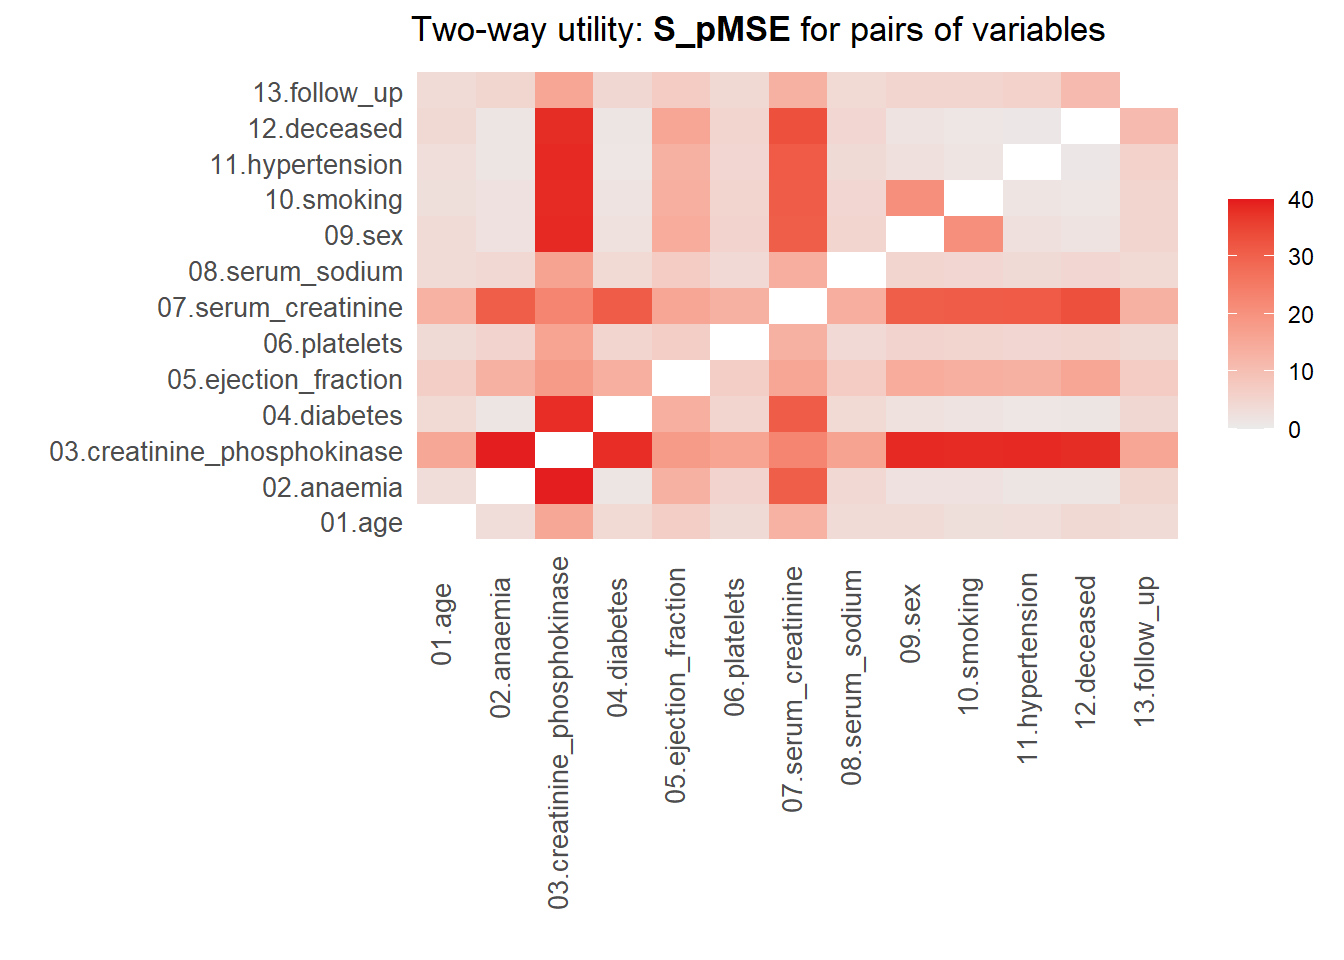 Two-way utility: S_pMSE for pairs of variables
13.follow_up
12.deceased
11.hypertension
10.smoking
09.sex
08.serum_sodium
07.serum_creatinine
06.platelets
05.ejection_fraction
04.diabetes
03.creatinine_phosphokinase
02.anaemia
01.age
01.age
02.anaemia
03.creatinine_phosphokinase
04.diabetes
05.ejection_fraction
06.platelets
07.serum_creatinine
08.serum_sodium
09.sex
10.smoking
11.hypertension
12.deceased
13.follow_up
40
30
20
10
0